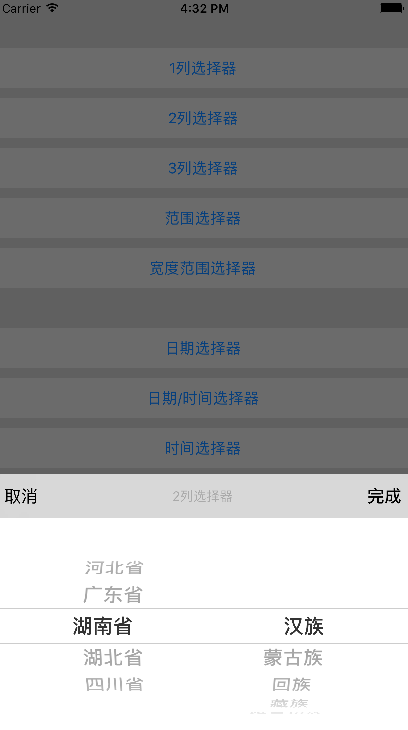 Carrier 4:32 PM
1列选择器
2列选择器
3列选择器
范围选择器
宽度范围选择器
日期选择器
日期/时间选择器
时间选择器
取消 2列选择器 完成
河北省
广东省
湖南省 汉族
湖北省 蒙古族
四川省 回族
藏族